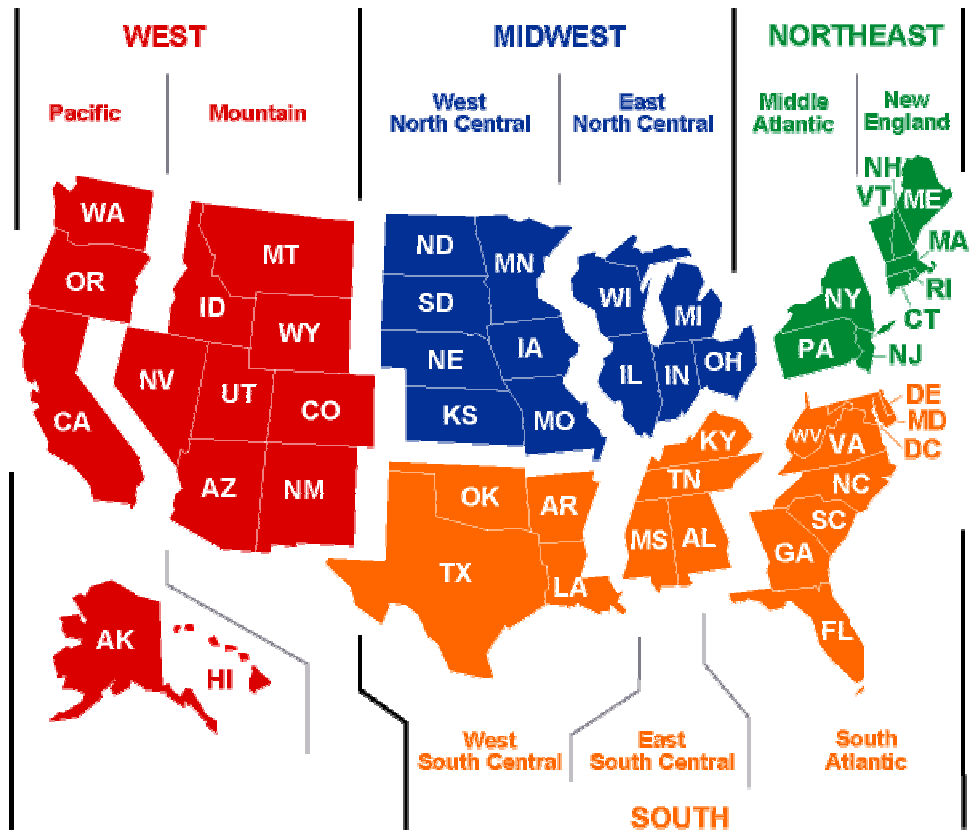 WEST
MIDWEST
NORTHEAST
Pacific
Mountain
West
North Central
East
North Central
Middle
Atlantic
New
England
NH
VT
ME
WA
MT
ND
MN
MA
OR
ID
SD
WI
MI
NY
RI
WY
CT
NV
UT
CO
NE
IA
IL
IN
OH
PA
NJ
CA
KS
MO
KY
WV
VA
DE
MD
DC
AZ
NM
OK
AR
TN
NC
SC
TX
LA
MS
AL
GA
FL
AK
HI
West
South Central
East
South Central
South
Atlantic
SOUTH